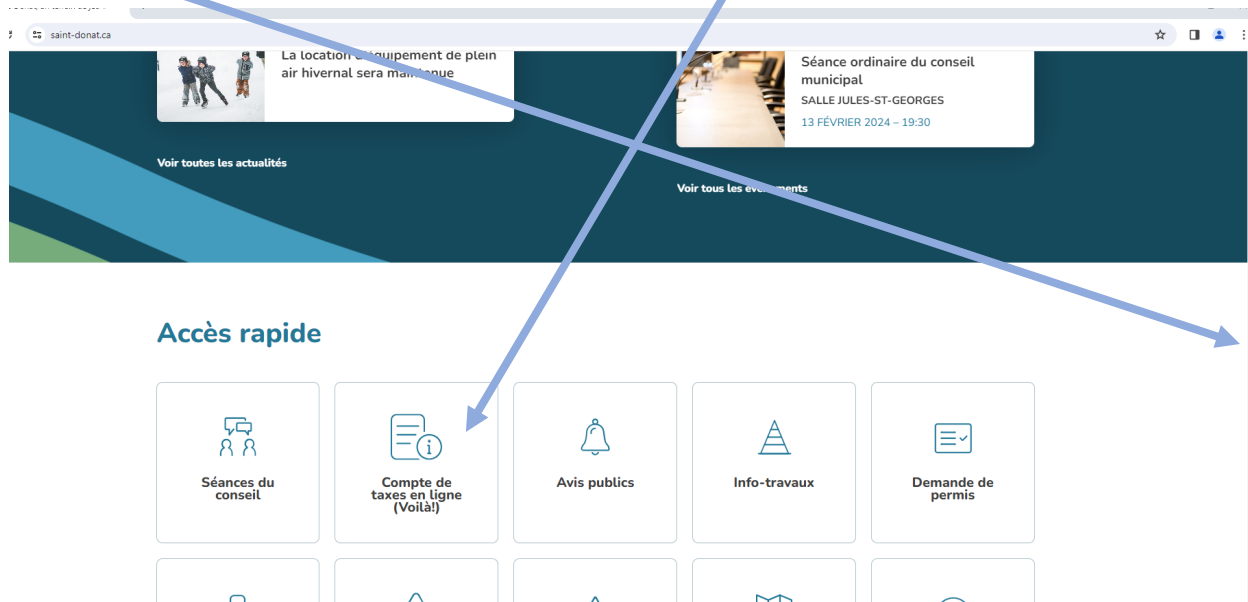 saint-donat.ca
La location d'équipement de plein
air hivernal sera maintenue
Séance ordinaire du conseil
municipal
SALLE JULES-ST-GEORGES
13 FÉVRIER 2024 – 19:30
Voir toutes les actualités
Voir tous les événements
Accès rapide
Séances du
conseil
Compte de
taxes en ligne
(Voilà!)
Avis publics
Info-travaux
Demande de
permis